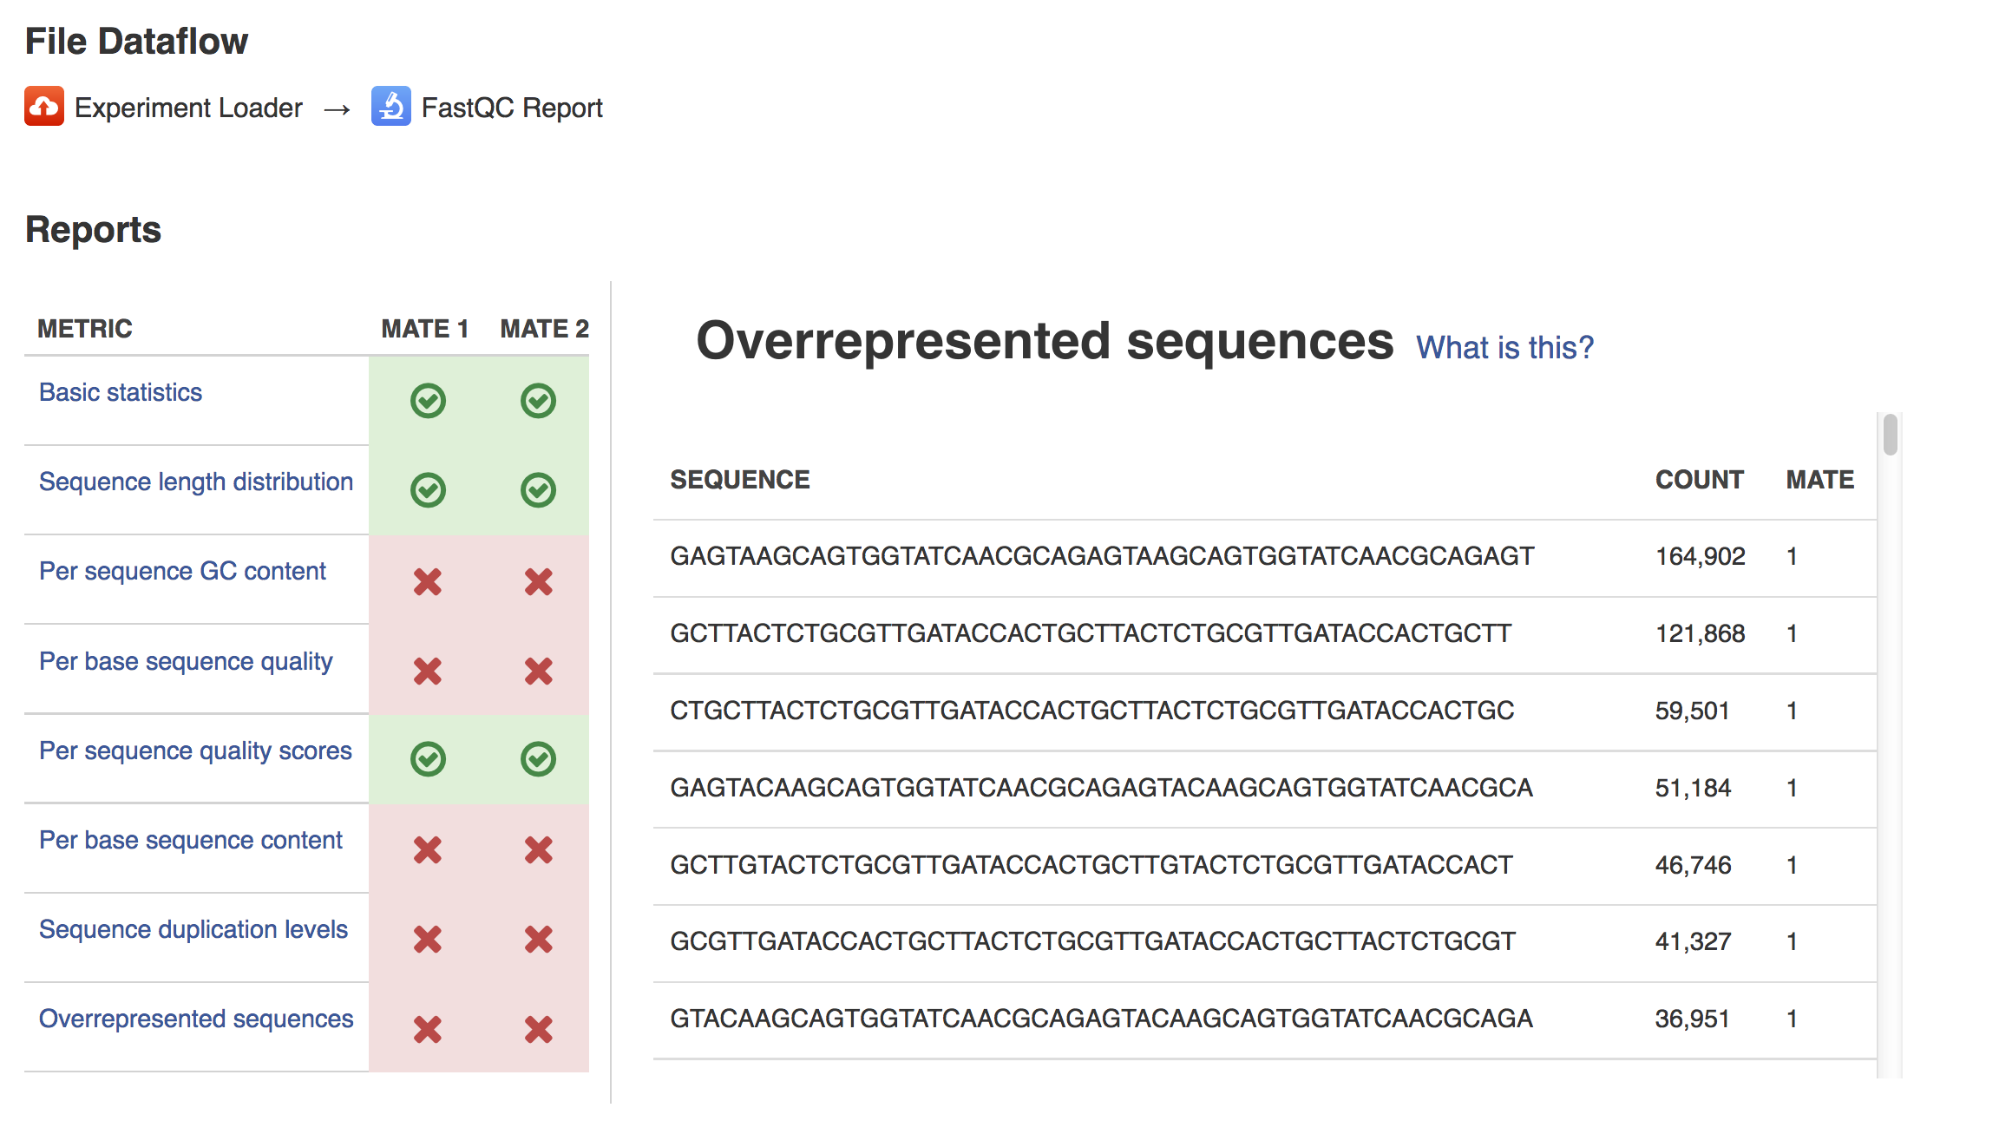 File Dataflow
Experiment Loader → FastQC Report
Reports
METRIC MATE 1 MATE 2
Basic statistics
Sequence length distribution
Per sequence GC content
Per base sequence quality
Per sequence quality scores
Per base sequence content
Sequence duplication levels
Overrepresented sequences
Overrepresented sequences What is this?
SEQUENCE COUNT MATE
GAGTAAGCAGTGGTATCAACGCAGAGTAAGCAGTGGTATCAACGCAGAGT 164,902 1
GCTTACTCTGCGTTGATACCACTGCTTACTCTGCGTTGATACCACTGCTT 121,868 1
CTGCTTACTCTGCGTTGATACCACTGCTTACTCTGCGTTGATACCACTGC 59,501 1
GAGTACAAGCAGTGGTATCAACGCAGAGTACAAGCAGTGGTATCAACGCA 51,184 1
GCTTGTACTCTGCGTTGATACCACTGCTTGTACTCTGCGTTGATACCACT 46,746 1
GCGTTGATACCACTGCTTACTCTGCGTTGATACCACTGCTTACTCTGCGT 41,327 1
GTACAAGCAGTGGTATCAACGCAGAGTACAAGCAGTGGTATCAACGCAGA 36,951 1